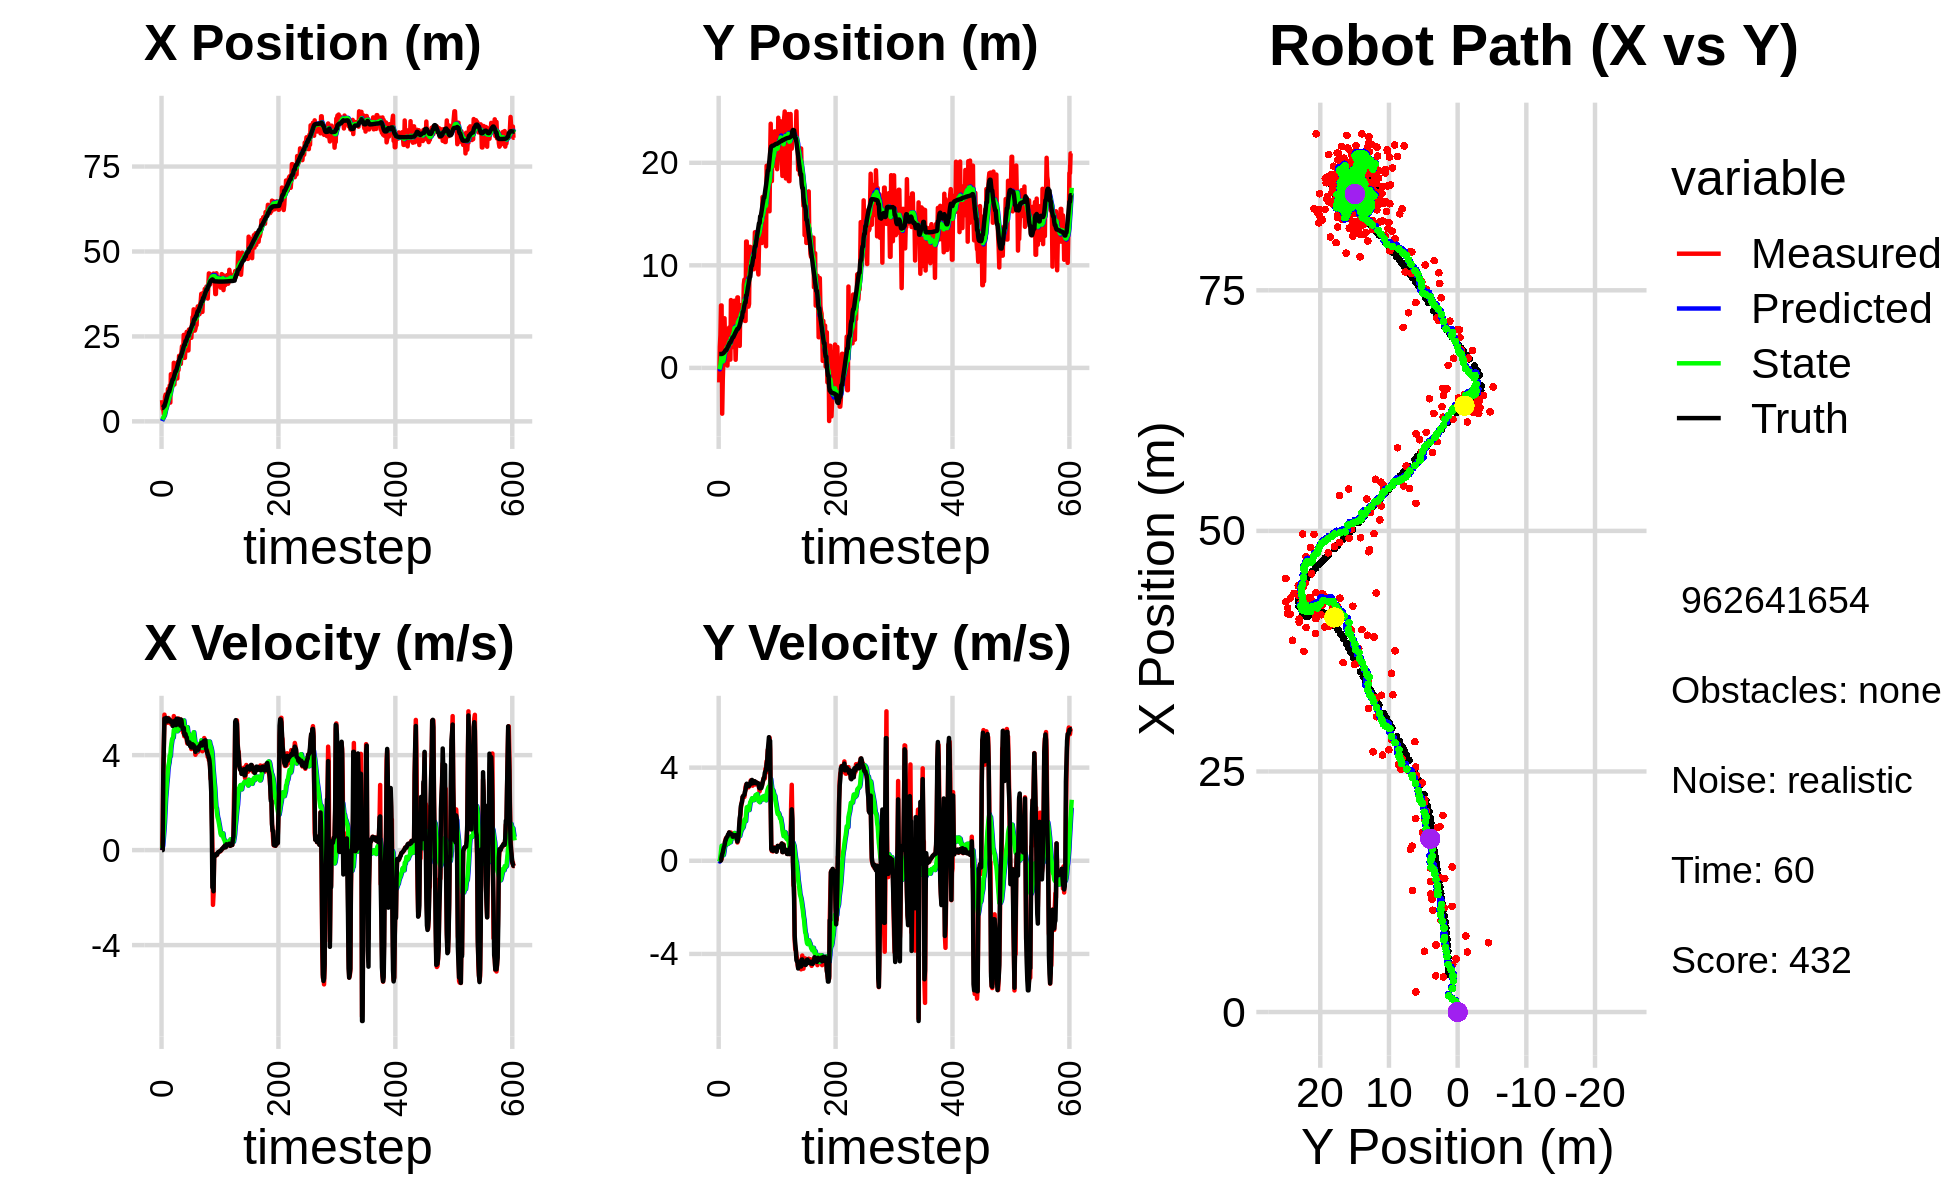 X Position (m)
75
50
25
0
0
200
400
600
timestep
Y Position (m)
20
10
0
0
200
400
600
timestep
X Velocity (m/s)
4
0
-4
0
200
400
600
timestep
Y Velocity (m/s)
4
0
-4
0
200
400
600
timestep
Robot Path (X vs Y)
X Position (m)
75
50
25
0
20 10 0 -10 -20
Y Position (m)
variable
Measured
Predicted
State
Truth
962641654
Obstacles: none
Noise: realistic
Time: 60
Score: 432